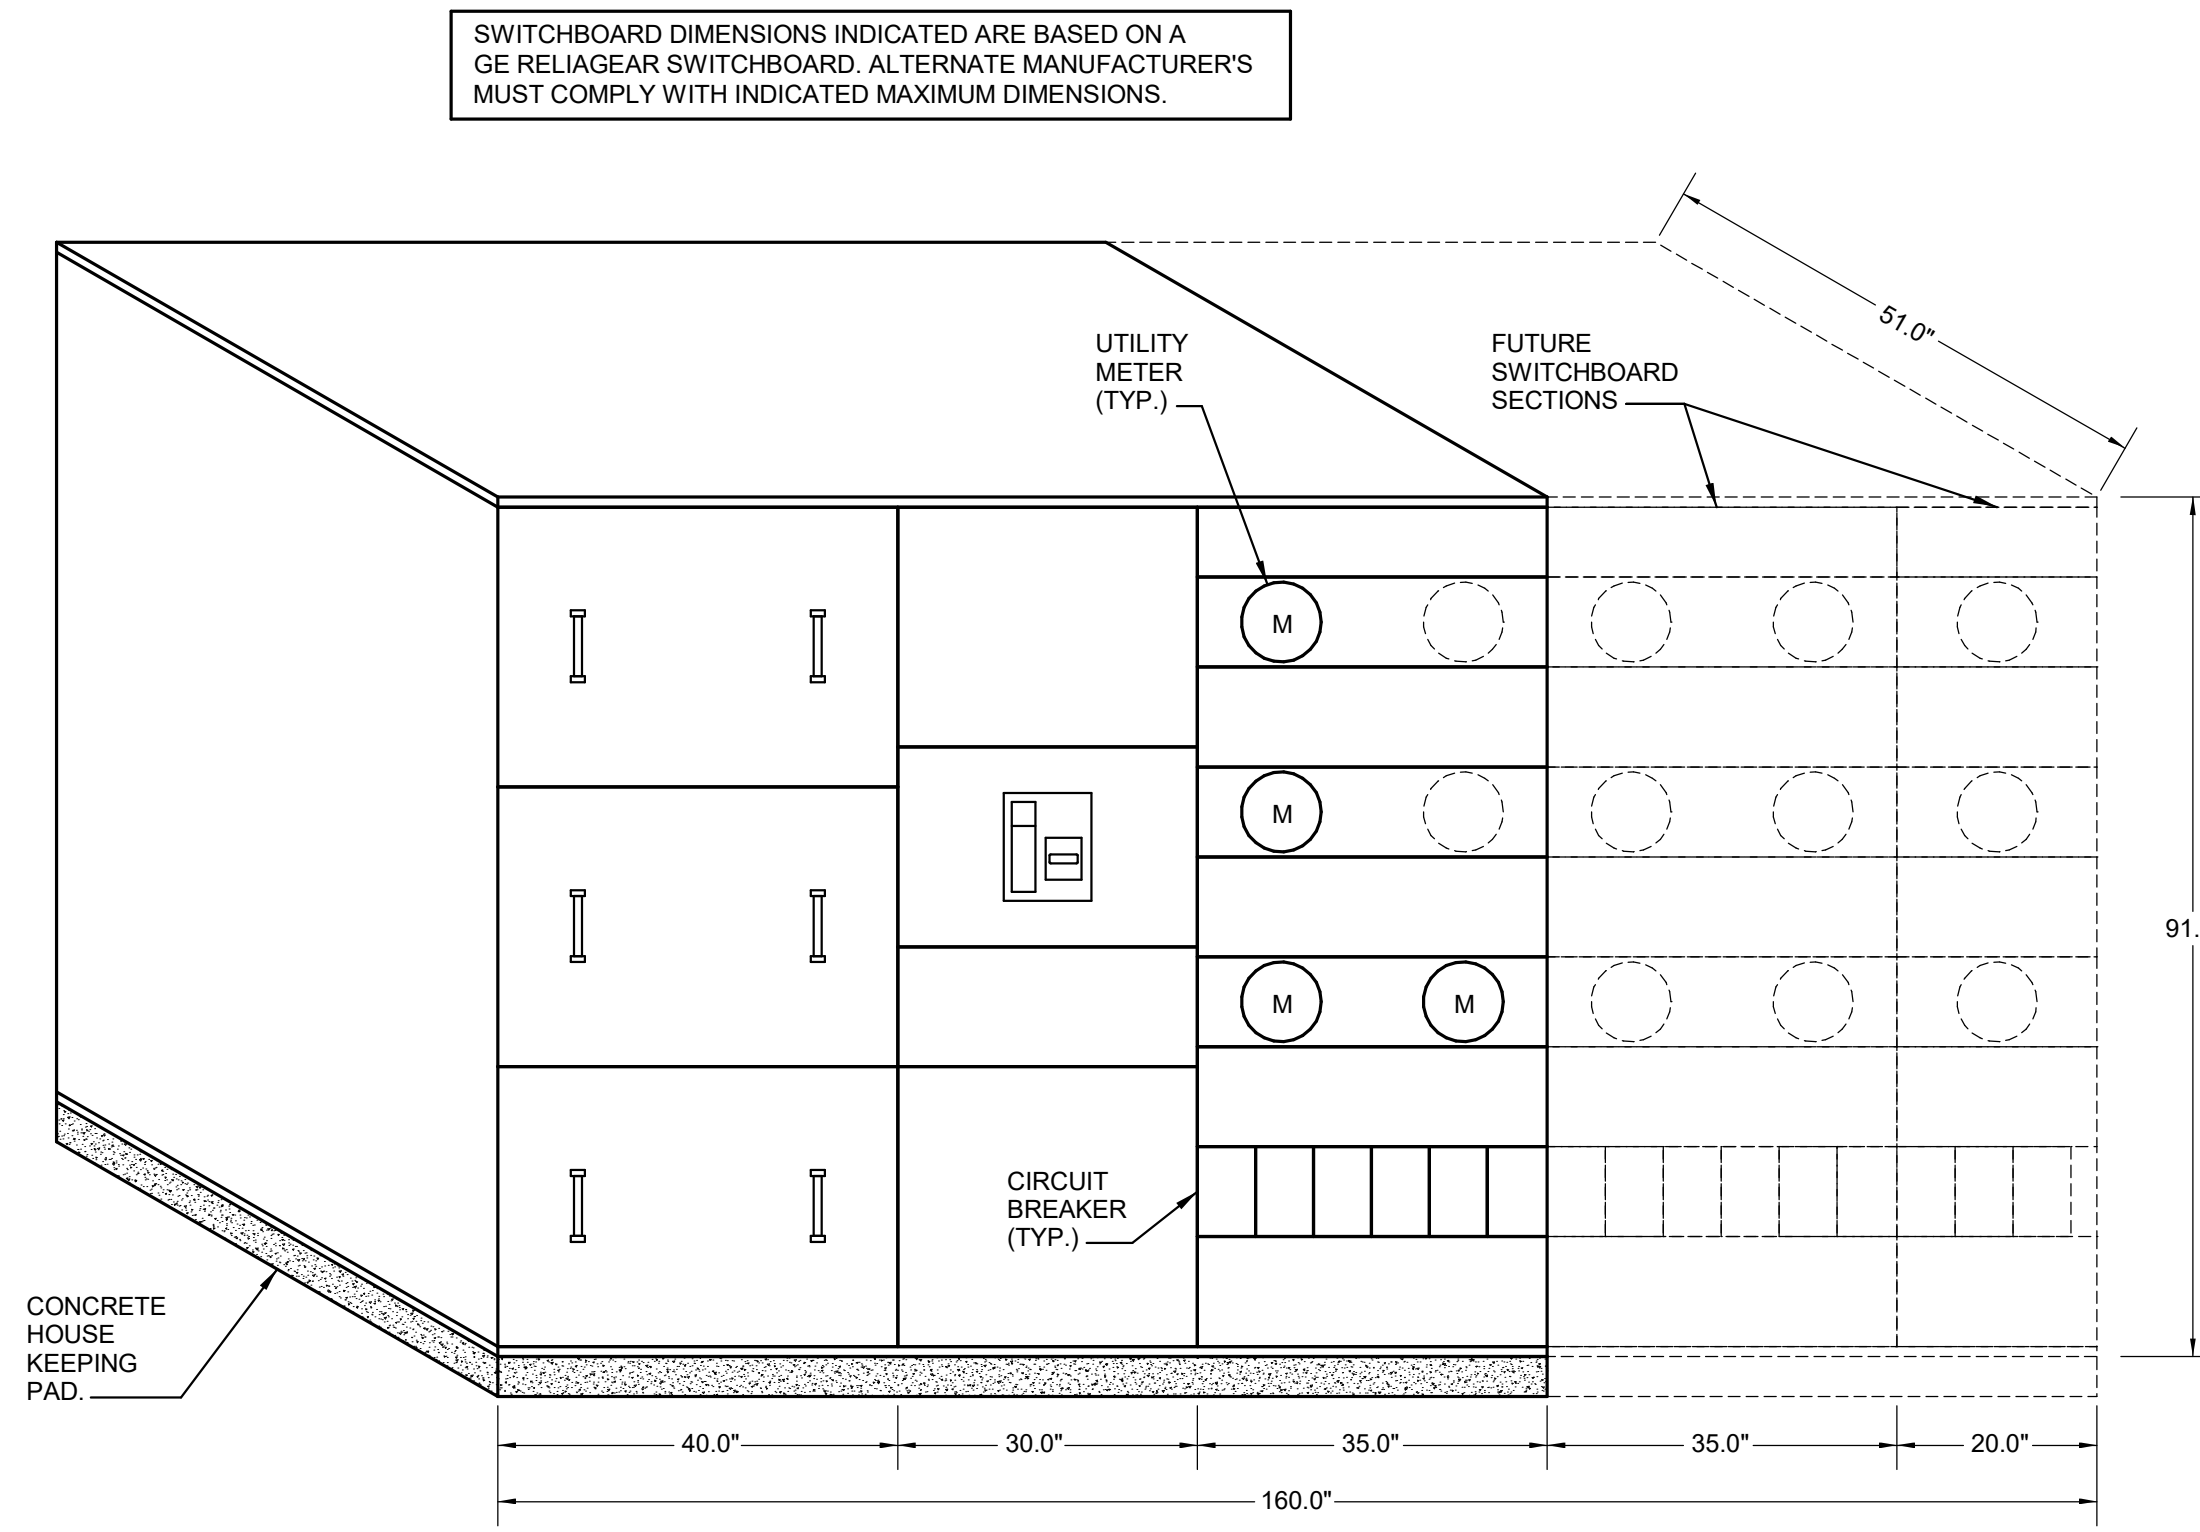 SWITCHBOARD DIMENSIONS INDICATED ARE BASED ON A
GE RELIAGEAR SWITCHBOARD. ALTERNATE MANUFACTURER'S
MUST COMPLY WITH INDICATED MAXIMUM DIMENSIONS.
51.0"
UTILITY
METER
(TYP.)
FUTURE
SWITCHBOARD
SECTIONS
M
M
91.
M
M
CIRCUIT
BREAKER
(TYP.)
CONCRETE
HOUSE
KEEPING
PAD.
40.0"
30.0"
35.0"
35.0"
20.0"
160.0"